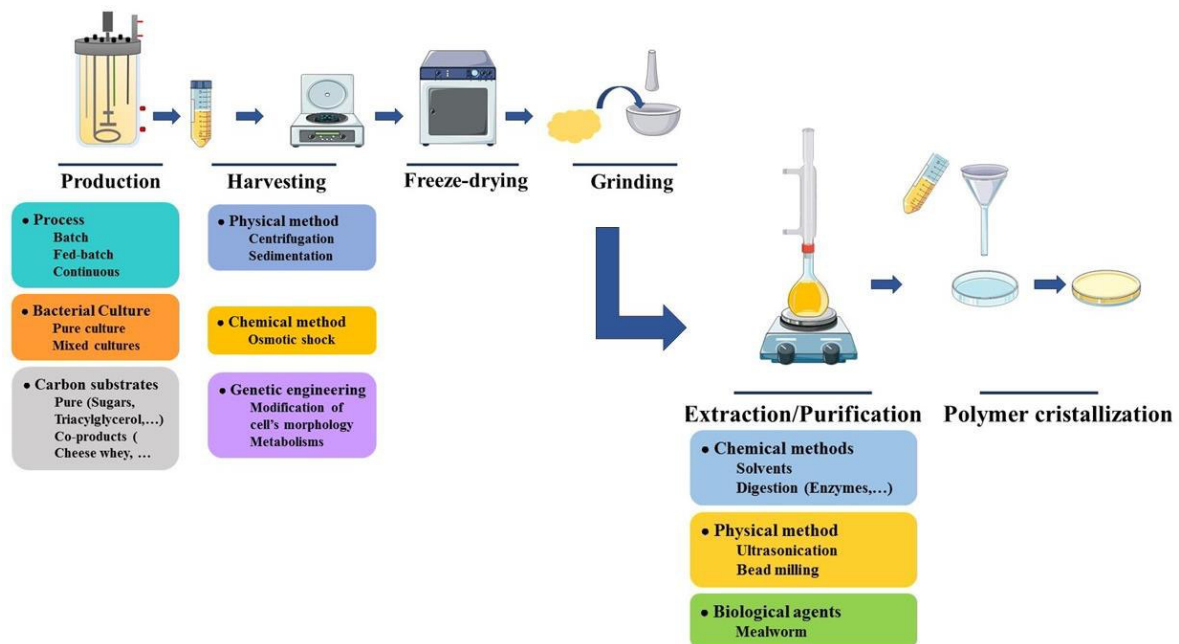 Production
Harvesting
Freeze-drying
Grinding
• Process
Batch
Fed-batch
Continuous
• Bacterial Culture
Pure culture
Mixed cultures
• Carbon substrates
Pure (Sugars,
Triacylglycerol,...)
Co-products (
Cheese whey, ...
• Physical method
Centrifugation
Sedimentation
• Chemical method
Osmotic shock
• Genetic engineering
Modification of
cell's morphology
Metabolisms
Extraction/Purification
Polymer cristallization
• Chemical methods
Solvents
Digestion (Enzymes,...)
• Physical method
Ultrasonication
Bead milling
• Biological agents
Mealworm